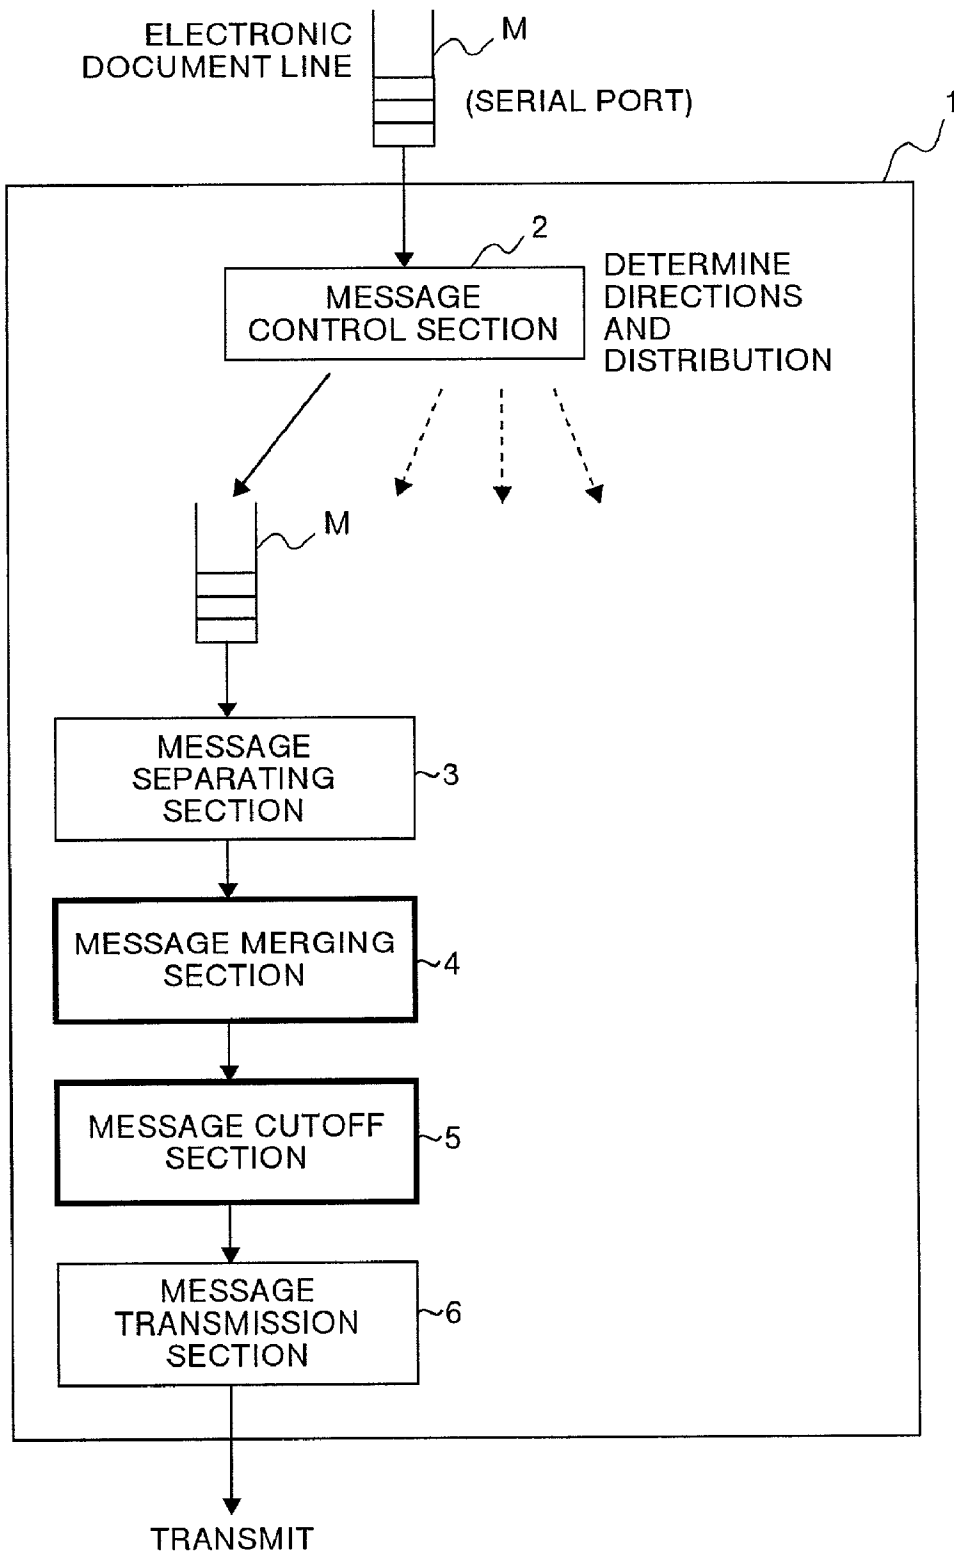 ELECTRONIC
DOCUMENT LINE
M
(SERIAL PORT)
1
2
MESSAGE
CONTROL SECTION
DETERMINE
DIRECTIONS
AND
DISTRIBUTION
M
MESSAGE
SEPARATING
SECTION
3
MESSAGE MERGING
SECTION
4
MESSAGE CUTOFF
SECTION
5
MESSAGE
TRANSMISSION
SECTION
6
TRANSMIT